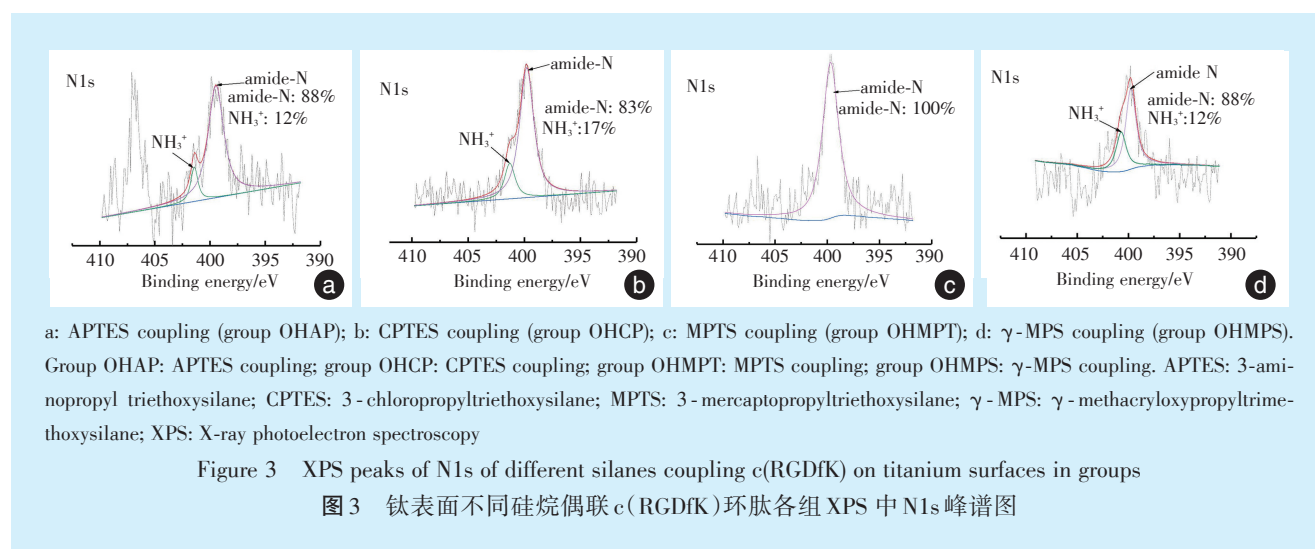 N1s
amide-N
amide-N: 88%
NH₃⁺: 12%
NH₃⁺
410 405 400 395 390
Binding energy/eV
a
N1s
amide-N
amide-N: 83%
NH₃⁺:17%
NH₃⁺
410 405 400 395 390
Binding energy/eV
b
N1s
amide-N
amide-N: 100%
410 405 400 395 390
Binding energy/eV
c
N1s
amide N
amide-N: 88%
NH₃⁺:12%
NH₃⁺
410 405 400 395 390
Binding energy/eV
d
a: APTES coupling (group OHAP); b: CPTES coupling (group OHCP); c: MPTS coupling (group OHMPT); d: γ-MPS coupling (group OHMPS).
Group OHAP: APTES coupling; group OHCP: CPTES coupling; group OHMPT: MPTS coupling; group OHMPS: γ-MPS coupling. APTES: 3-ami-
nopropyl triethoxysilane; CPTES: 3-chloropropyltriethoxysilane; MPTS: 3-mercaptopropyltriethoxysilane; γ-MPS: γ-methacryloxypropyltrime-
thoxysilane; XPS: X-ray photoelectron spectroscopy
Figure 3 XPS peaks of N1s of different silanes coupling c(RGDfK) on titanium surfaces in groups
图3 钛表面不同硅烷偶联c(RGDfK)环肽各组XPS中N1s峰谱图